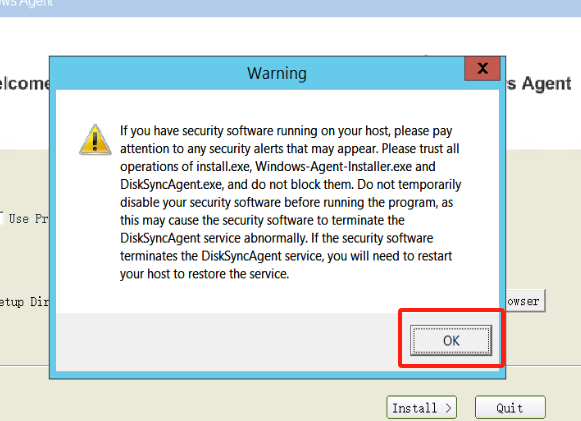 Agent
Warning
X
s Agent
If you have security software running on your host, please pay
attention to any security alerts that may appear. Please trust all
operations of install.exe, Windows-Agent-Installer.exe and
DiskSyncAgent.exe, and do not block them. Do not temporarily
disable your security software before running the program, as
this may cause the security software to terminate the
DiskSyncAgent service abnormally. If the security software
terminates the DiskSyncAgent service, you will need to restart
your host to restore the service.
Use Pr
etup Dir
owser
OK
Install >
Quit